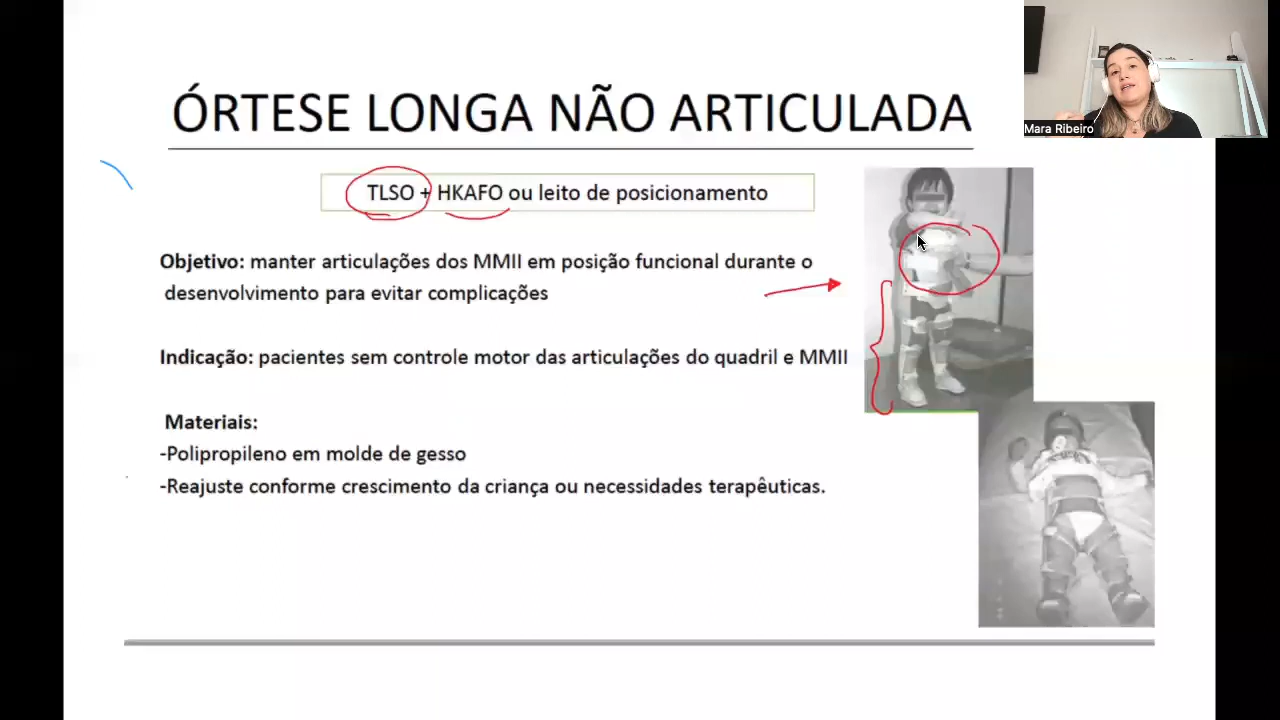 ÓRTESE LONGA NÃO ARTICULADA
Mara Ribeiro
TLSO + HKAFO ou leito de posicionamento
Objetivo: manter articulações dos MMII em posição funcional durante o
desenvolvimento para evitar complicações
Indicação: pacientes sem controle motor das articulações do quadril e MMII
Materiais:
-Polipropileno em molde de gesso
-Reajuste conforme crescimento da criança ou necessidades terapêuticas.